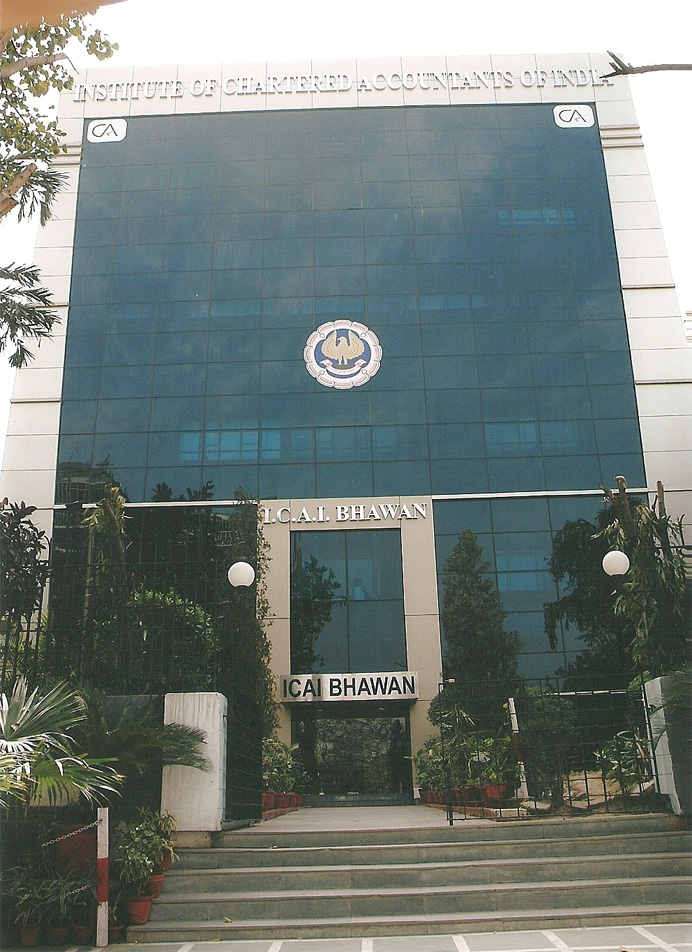 INSTITUTE OF CHARTERED ACCOUNTANTS OF INDIA
CA
CA
I.C.A.I. BHAWAN
ICAI BHAWAN